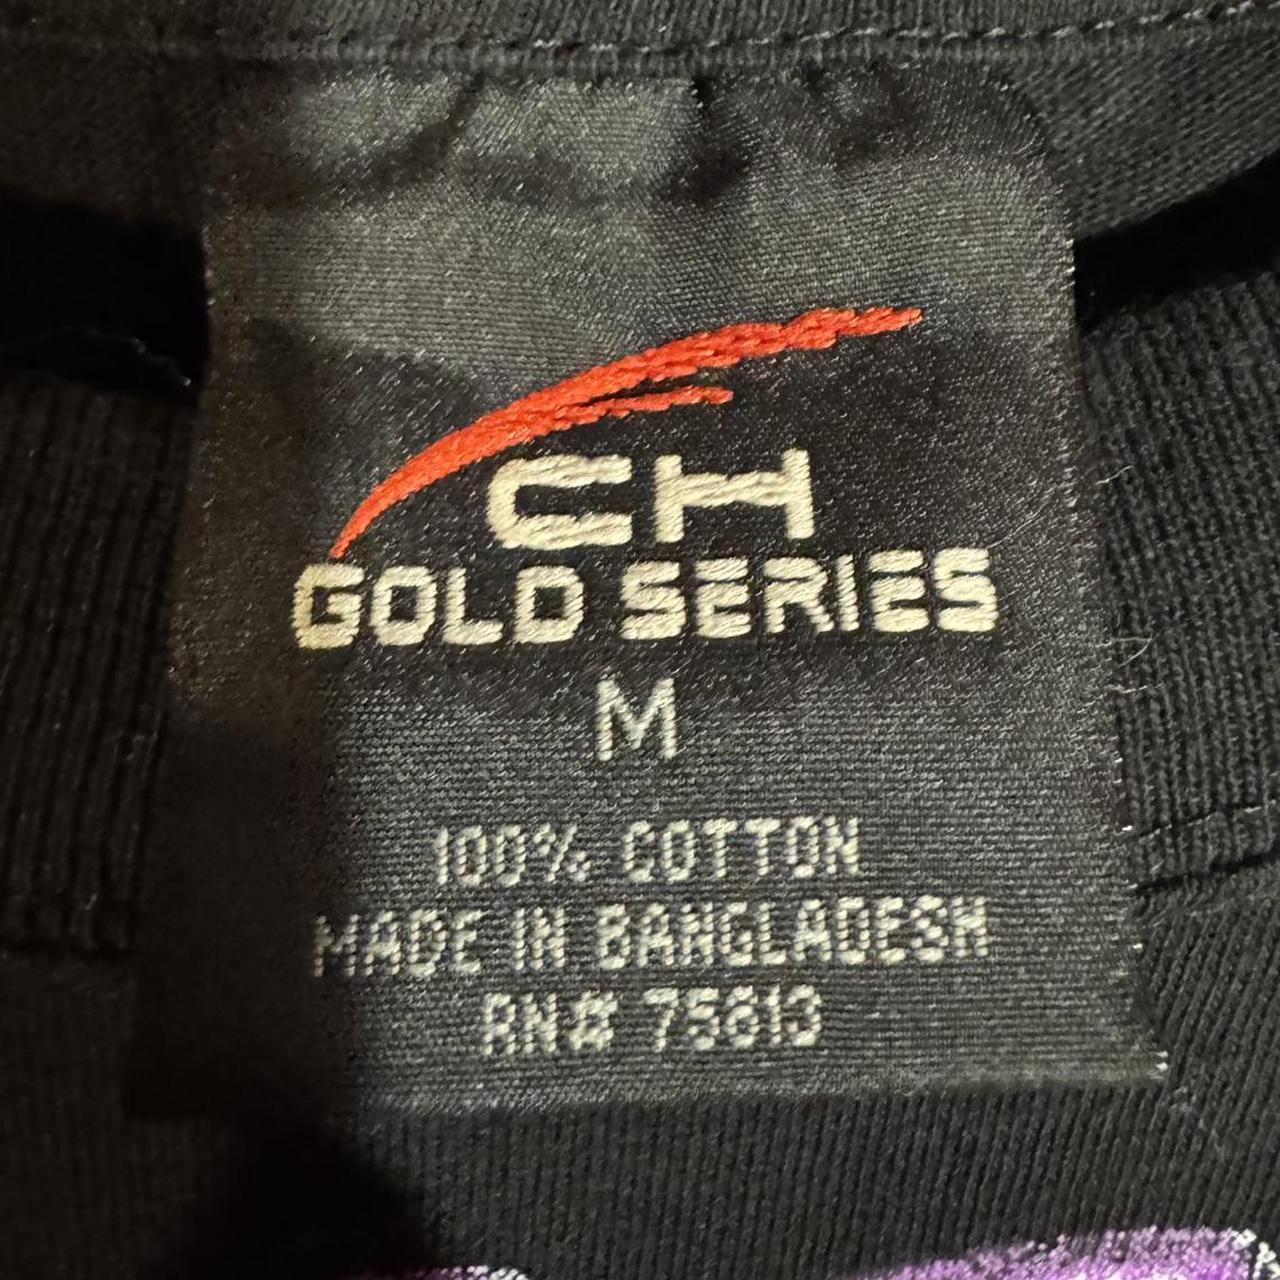 CH
GOLD SERIES
M
100% COTTON
MADE IN BANGLADESH
RN# 75613